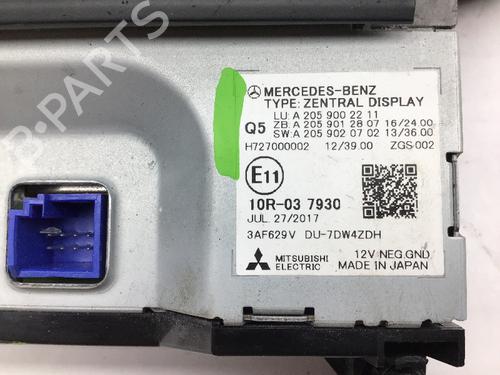 B-PARTS
MERCEDES-BENZ
TYPE: ZENTRAL DISPLAY
LU: A 205 900 22 11
Q5 ZB: A 205 901 28 07 16/24.00
SW: A 205 902 07 02 13/36.00
H727000002 12/39.00 ZGS 002
E11
10R-03 7930
JUL. 27/2017
3AF629V DU-7DW4ZDH
MITSUBISHI ELECTRIC
12V NEG.GND
MADE IN JAPAN